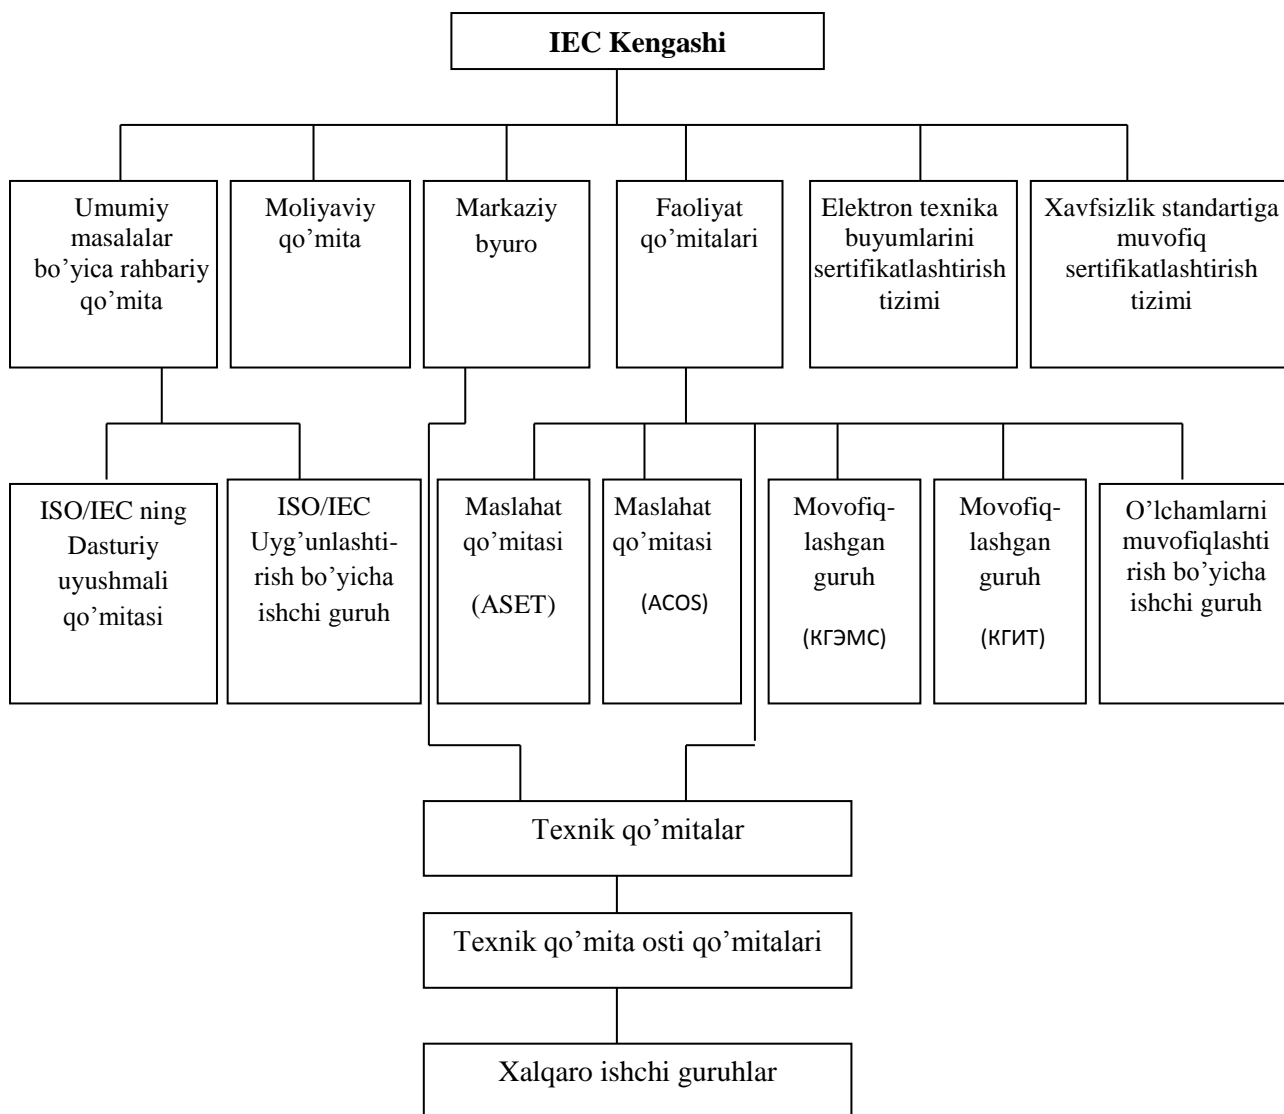 IEC Kengashi
Umumiy
masalalar
bo’yica rahbariy
qo’mita
Moliyaviy
qo’mita
Markaziy
byuro
Faoliyat
qo’mitalari
Elektron texnika
buyumlarini
sertifikatlashtirish
tizimi
Xavfsizlik standartiga
muvofiq
sertifikatlashtirish
tizimi
ISO/IEC ning
Dasturiy
uyushmali
qo’mitasi
ISO/IEC
Uyg’unlashti-
rish bo’yicha
ishchi guruh
Maslahat
qo’mitasi
(ASET)
Maslahat
qo’mitasi
(ACOS)
Movofiq-
lashgan
guruh
(КГЭМС)
Movofiq-
lashgan
guruh
(КГИТ)
O’lchamlarni
muvofiqlashti
rish bo’yicha
ishchi guruh
Texnik qo’mitalar
Texnik qo’mita osti qo’mitalari
Xalqaro ishchi guruhlar